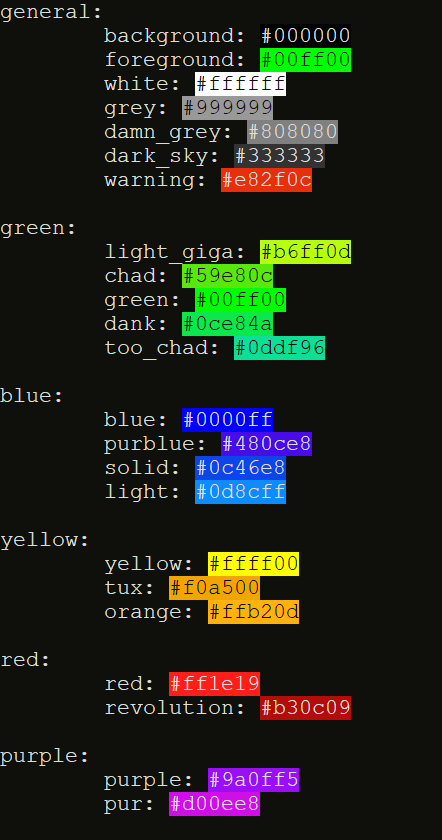 general:
background: #000000
foreground: #00ff00
white: #ffffff
grey: #999999
damn_grey: #808080
dark_sky: #333333
warning: #e82f0c
green:
light_giga: #b6ff0d
chad: #59e80c
green: #00ff00
dank: #0ce84a
too_chad: #0ddf96
blue:
blue: #0000ff
purblue: #480ce8
solid: #0c46e8
light: #0d8cff
yellow:
yellow: #ffff00
tux: #f0a500
orange: #ffb20d
red:
red: #ff1e19
revolution: #b30c09
purple:
purple: #9a0ff5
pur: #d00ee8